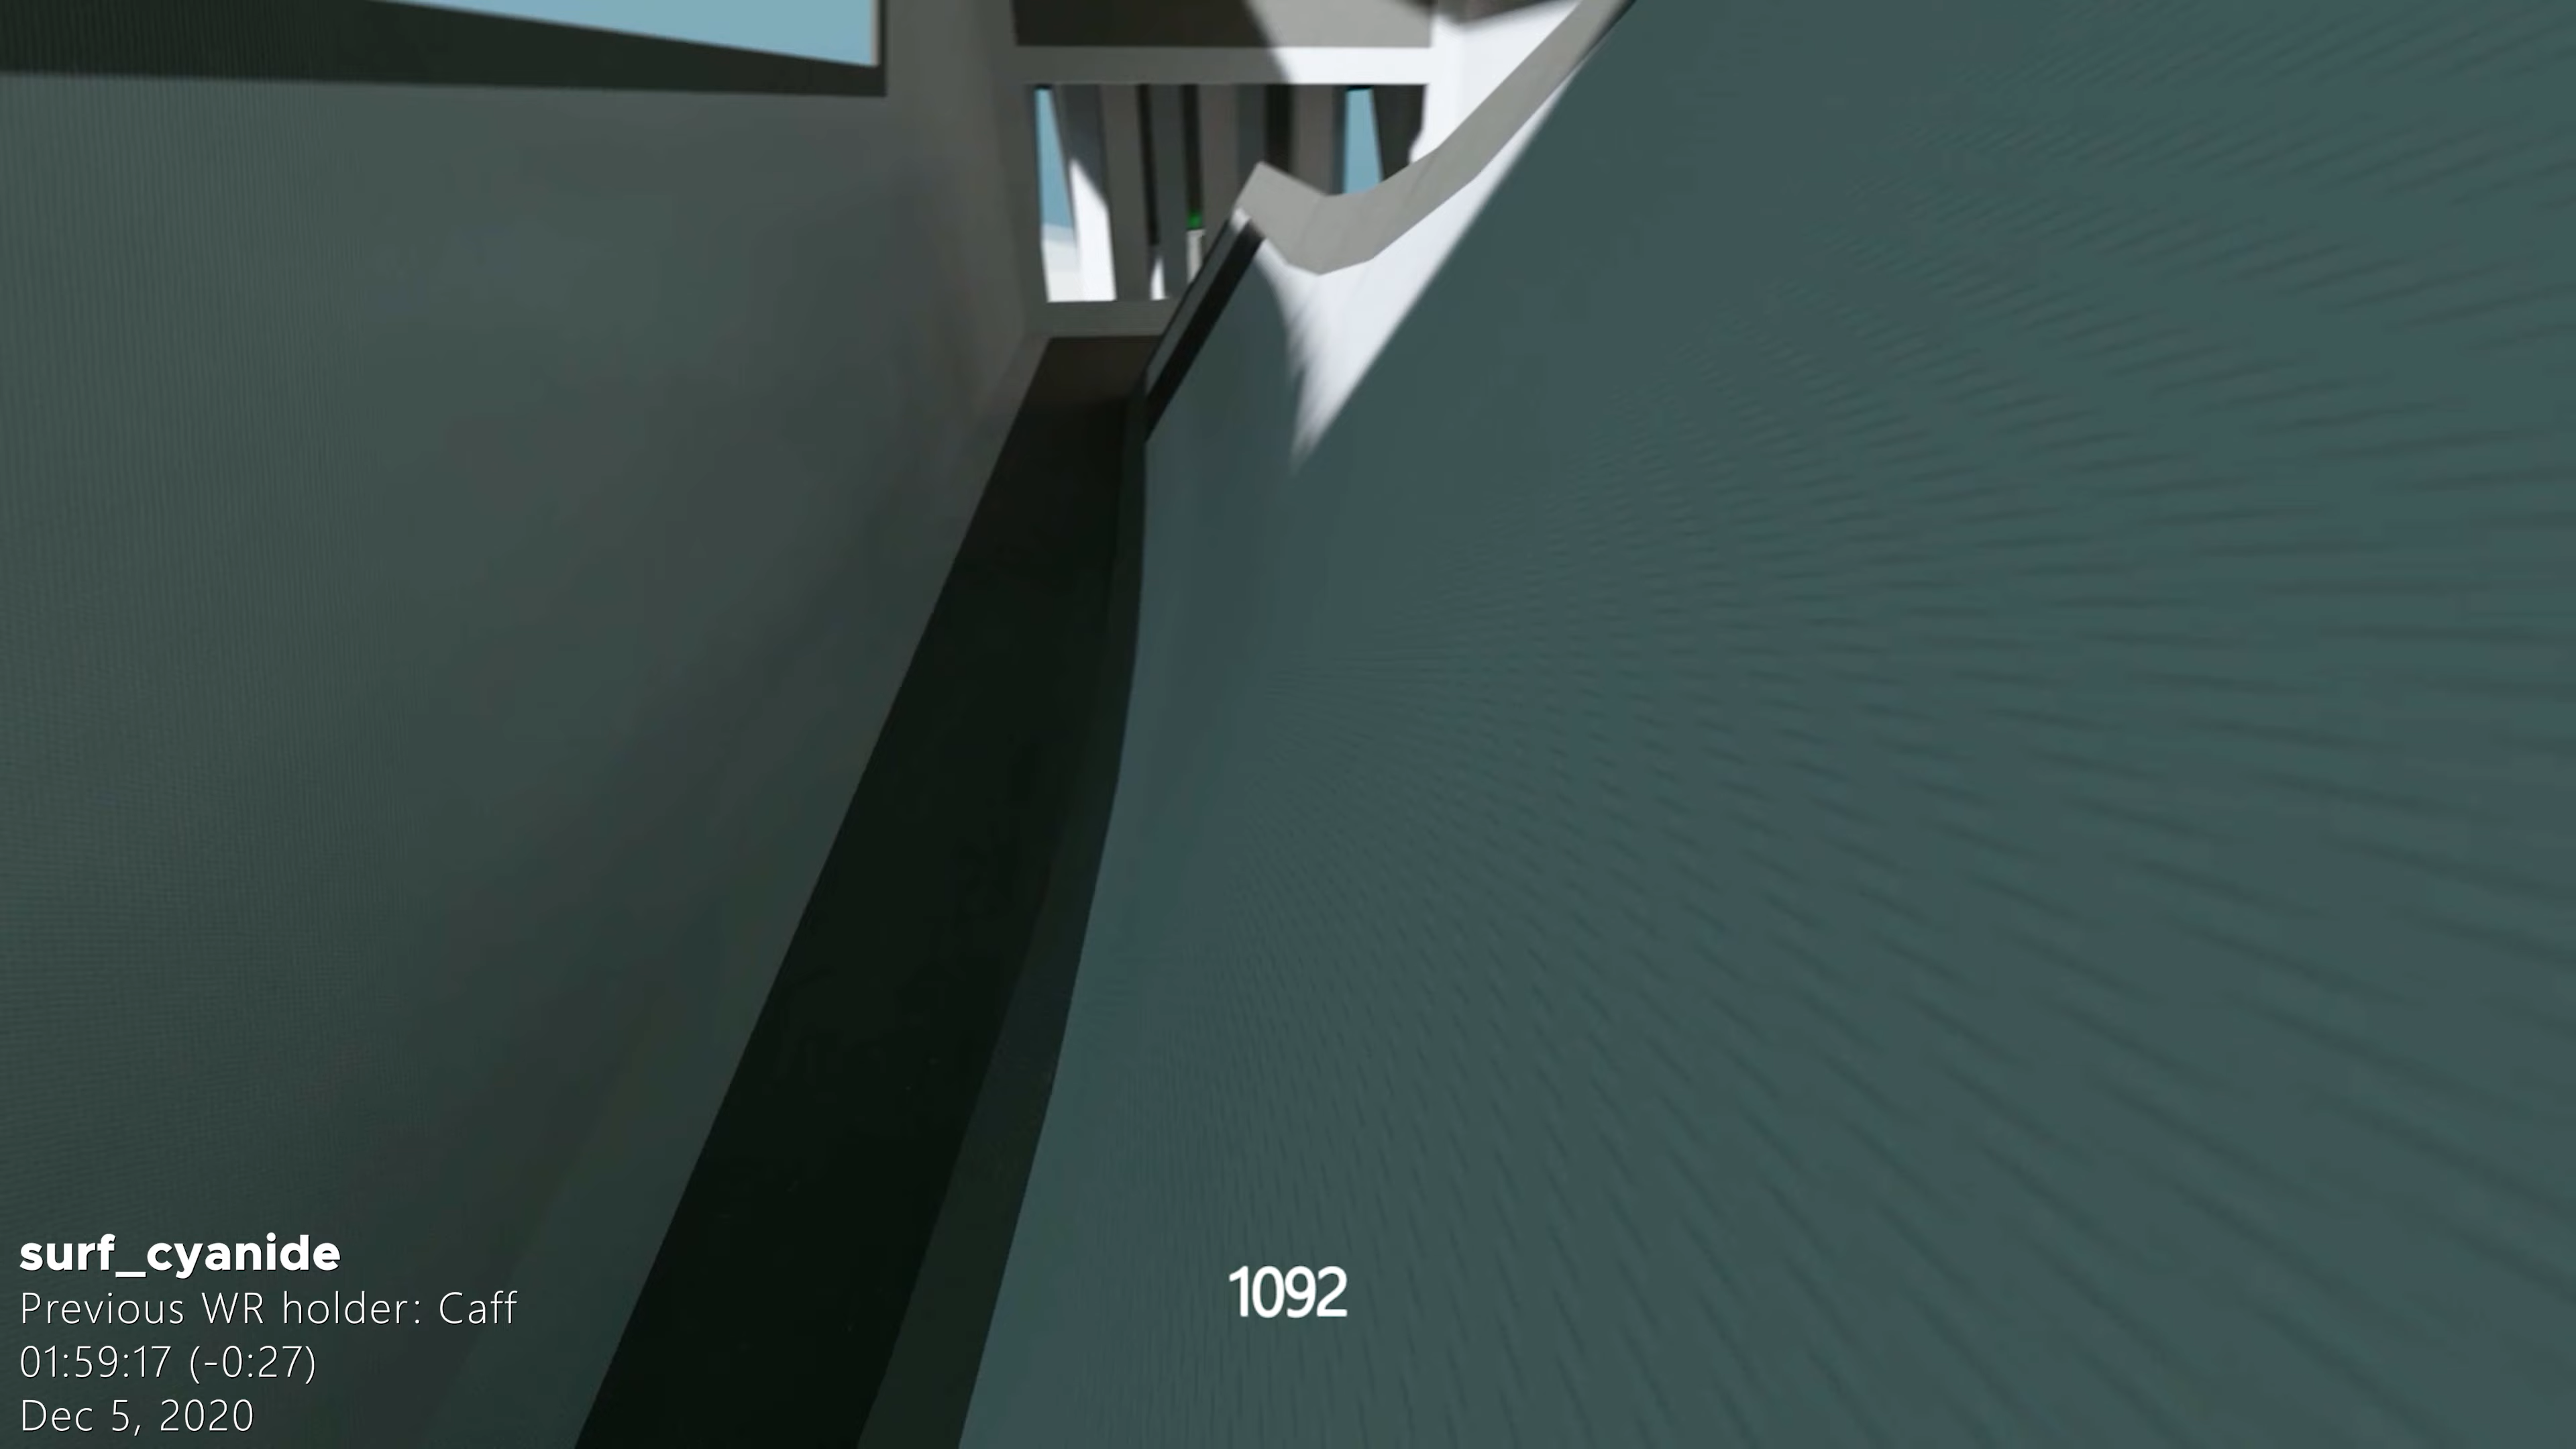 surf_cyanide
Previous WR holder: Caff
01:59:17 (-0:27)
Dec 5, 2020
1092